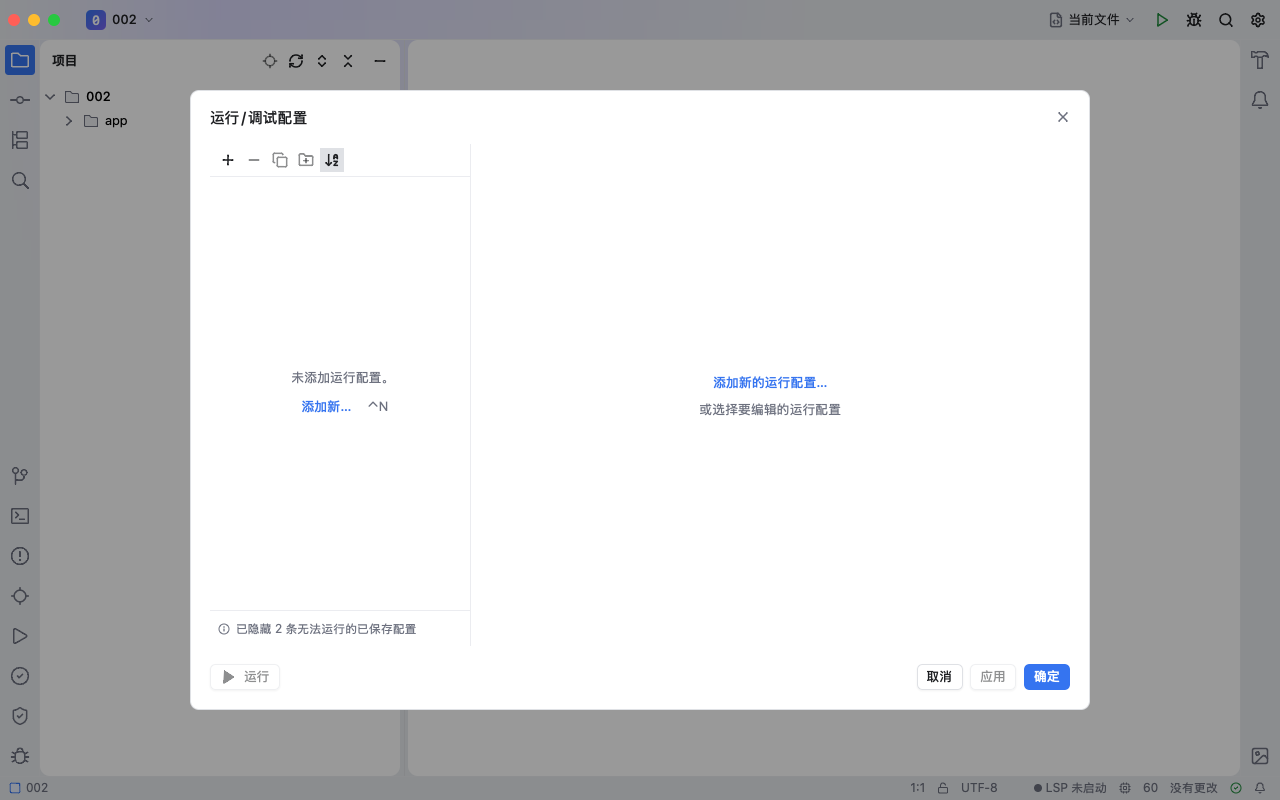 002
当前文件
项目
002
app
运行/调试配置
未添加运行配置。
添加新... ^N
添加新的运行配置...
或选择要编辑的运行配置
已隐藏 2 条无法运行的已保存配置
运行
取消
应用
确定
002
1:1
UTF-8
LSP 未启动
60
没有更改